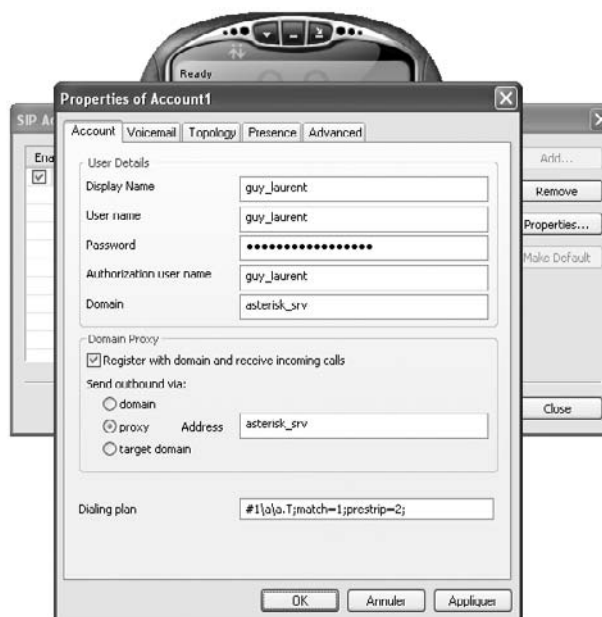 Ready
Properties of Account1
SIP Ac
Account Voicemail Topology Presence Advanced
Ena
User Details
Display Name guy_laurent
User name guy_laurent
Password ●●●●●●●●●●●●●●●●●
Authorization user name guy_laurent
Domain asterisk_srv
Add...
Remove
Properties...
Make Default
Close
Domain Proxy
Register with domain and receive incoming calls
Send outbound via:
domain
proxy Address asterisk_srv
target domain
Dialing plan #1\a\a.T;match=1;prestrip=2;
OK Annuler Appliquer